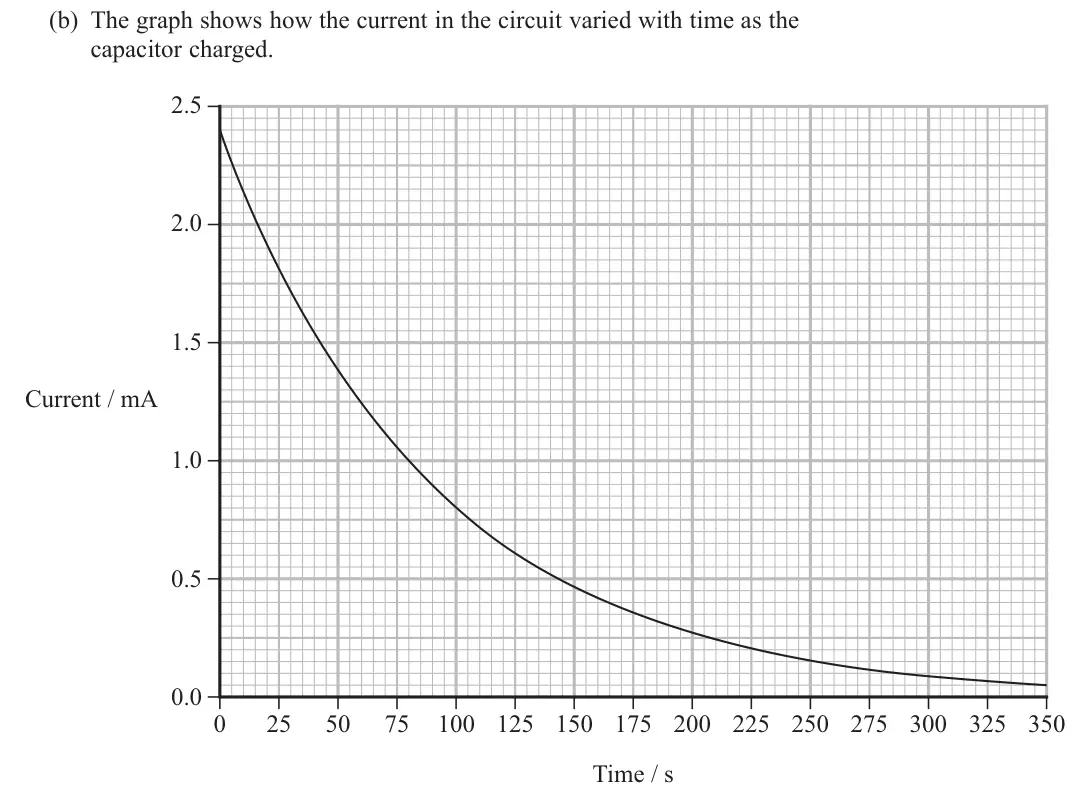 (b) The graph shows how the current in the circuit varied with time as the
capacitor charged.
2.5
2.0
1.5
Current / mA
1.0
0.5
0.0
0 25 50 75 100 125 150 175 200 225 250 275 300 325 350
Time / s